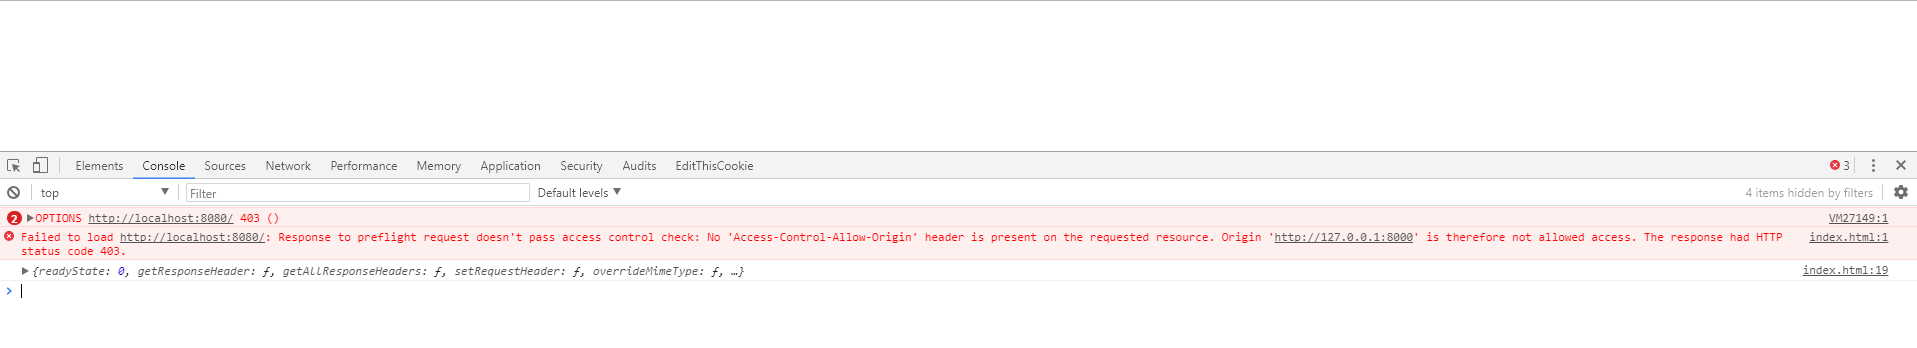 Elements Console Sources Network Performance Memory Application Security Audits EditThisCookie 3
top Filter Default levels 4 items hidden by filters
2 OPTIONS http://localhost:8080/ 403 () VM27149:1
Failed to load http://localhost:8080/: Response to preflight request doesn't pass access control check: No 'Access-Control-Allow-Origin' header is present on the requested resource. Origin 'http://127.0.0.1:8000' is therefore not allowed access. The response had HTTP index.html:1
status code 403.
{readyState: 0, getResponseHeader: ƒ, getAllResponseHeaders: ƒ, setRequestHeader: ƒ, overrideMimeType: ƒ, …} index.html:19